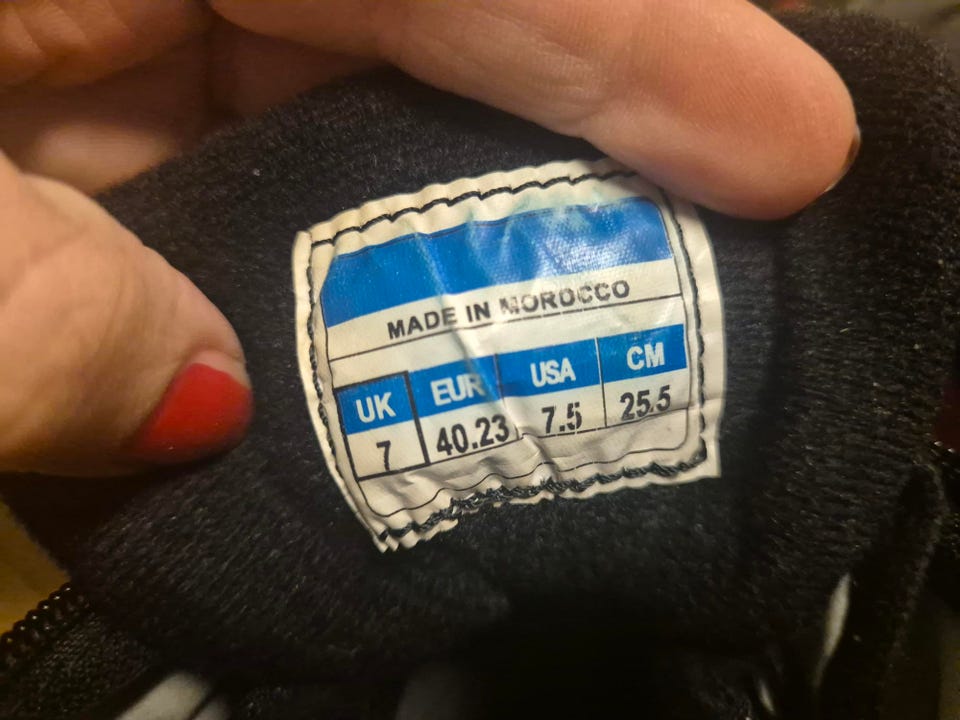 MADE IN MOROCCO
UK EUR USA CM
7 40.23 7.5 25.5